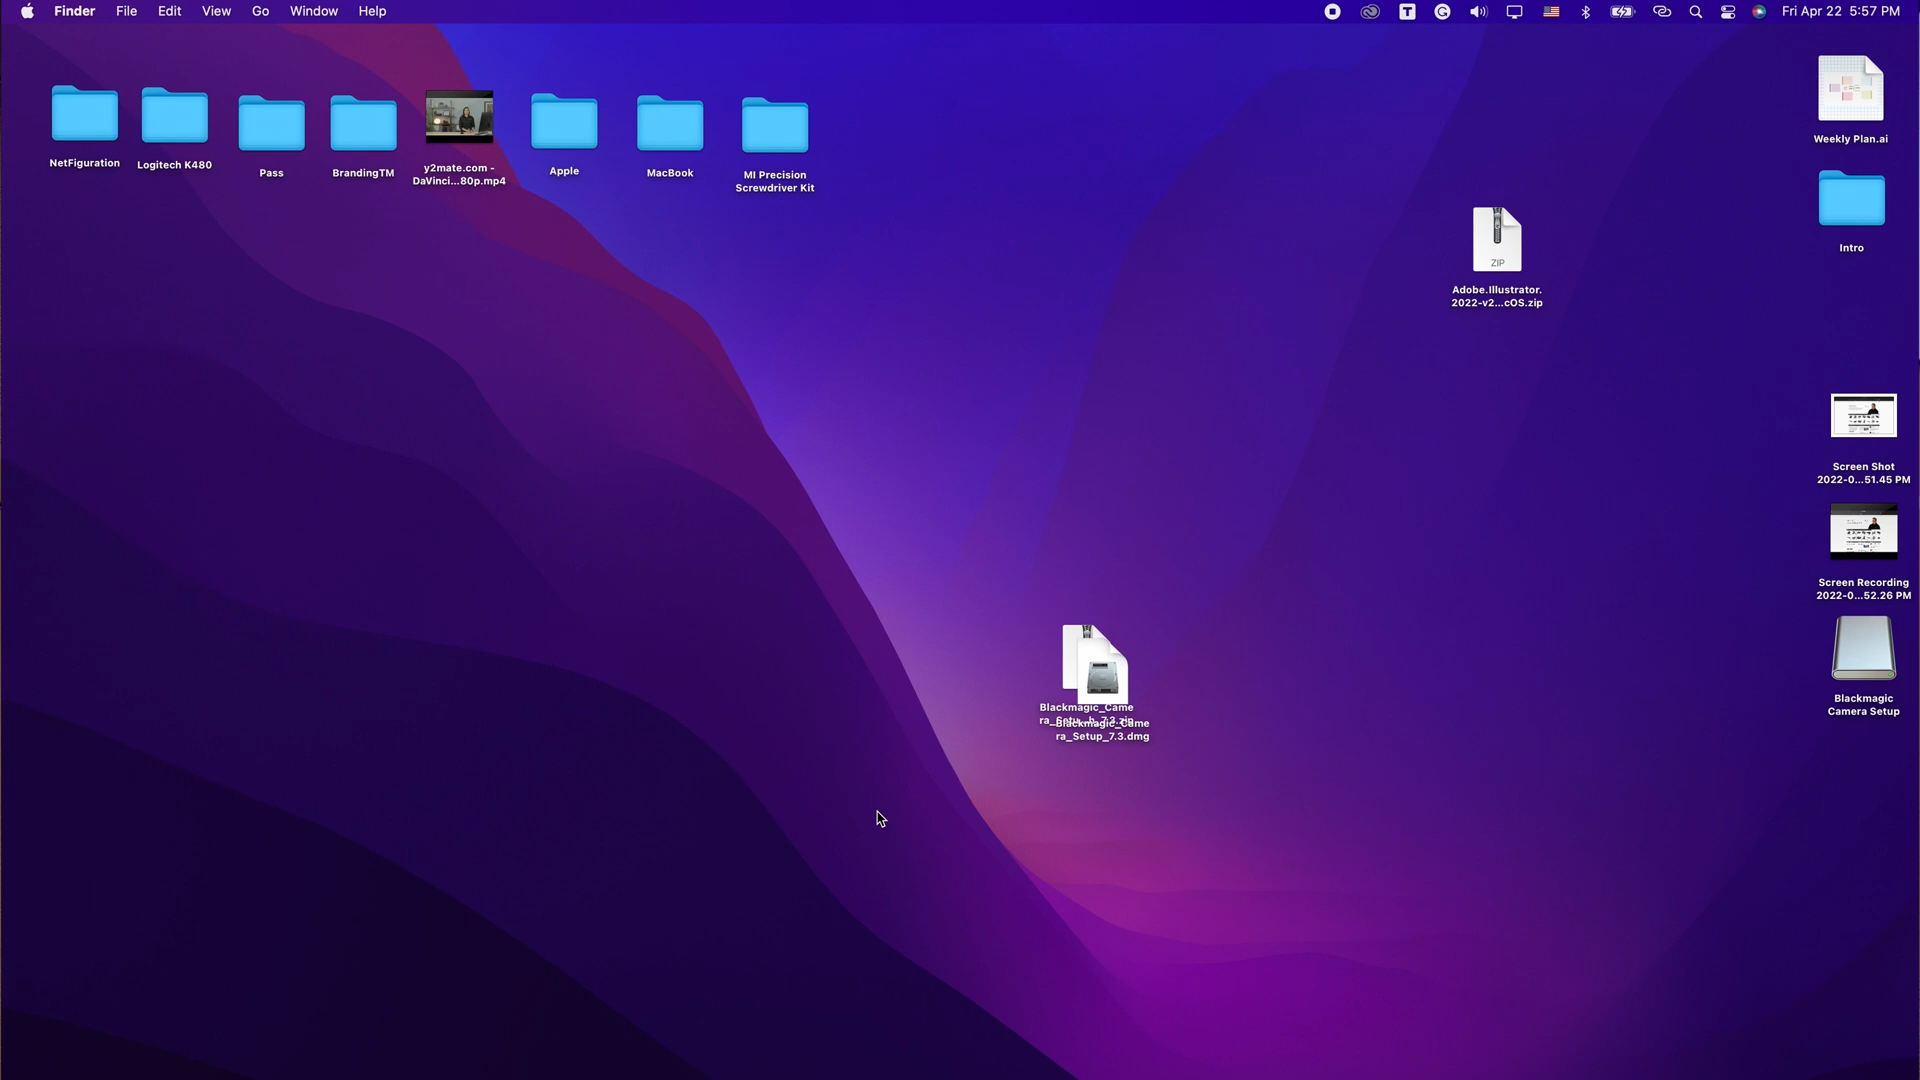 Finder File Edit View Go Window Help
T
Fri Apr 22 5:57 PM
NetFiguration
Logitech K480
Pass
BrandingTM
y2mate.com -
DaVinci...80p.mp4
Apple
MacBook
MI Precision
Screwdriver Kit
Weekly Plan.ai
Intro
ZIP
Adobe.Illustrator.
2022-v2...cOS.zip
Screen Shot
2022-0...51.45 PM
Screen Recording
2022-0...52.26 PM
Blackmagic
Camera Setup
Blackmagic_Came
Blackmagic_Came
ra_Setup_7.3.dmg